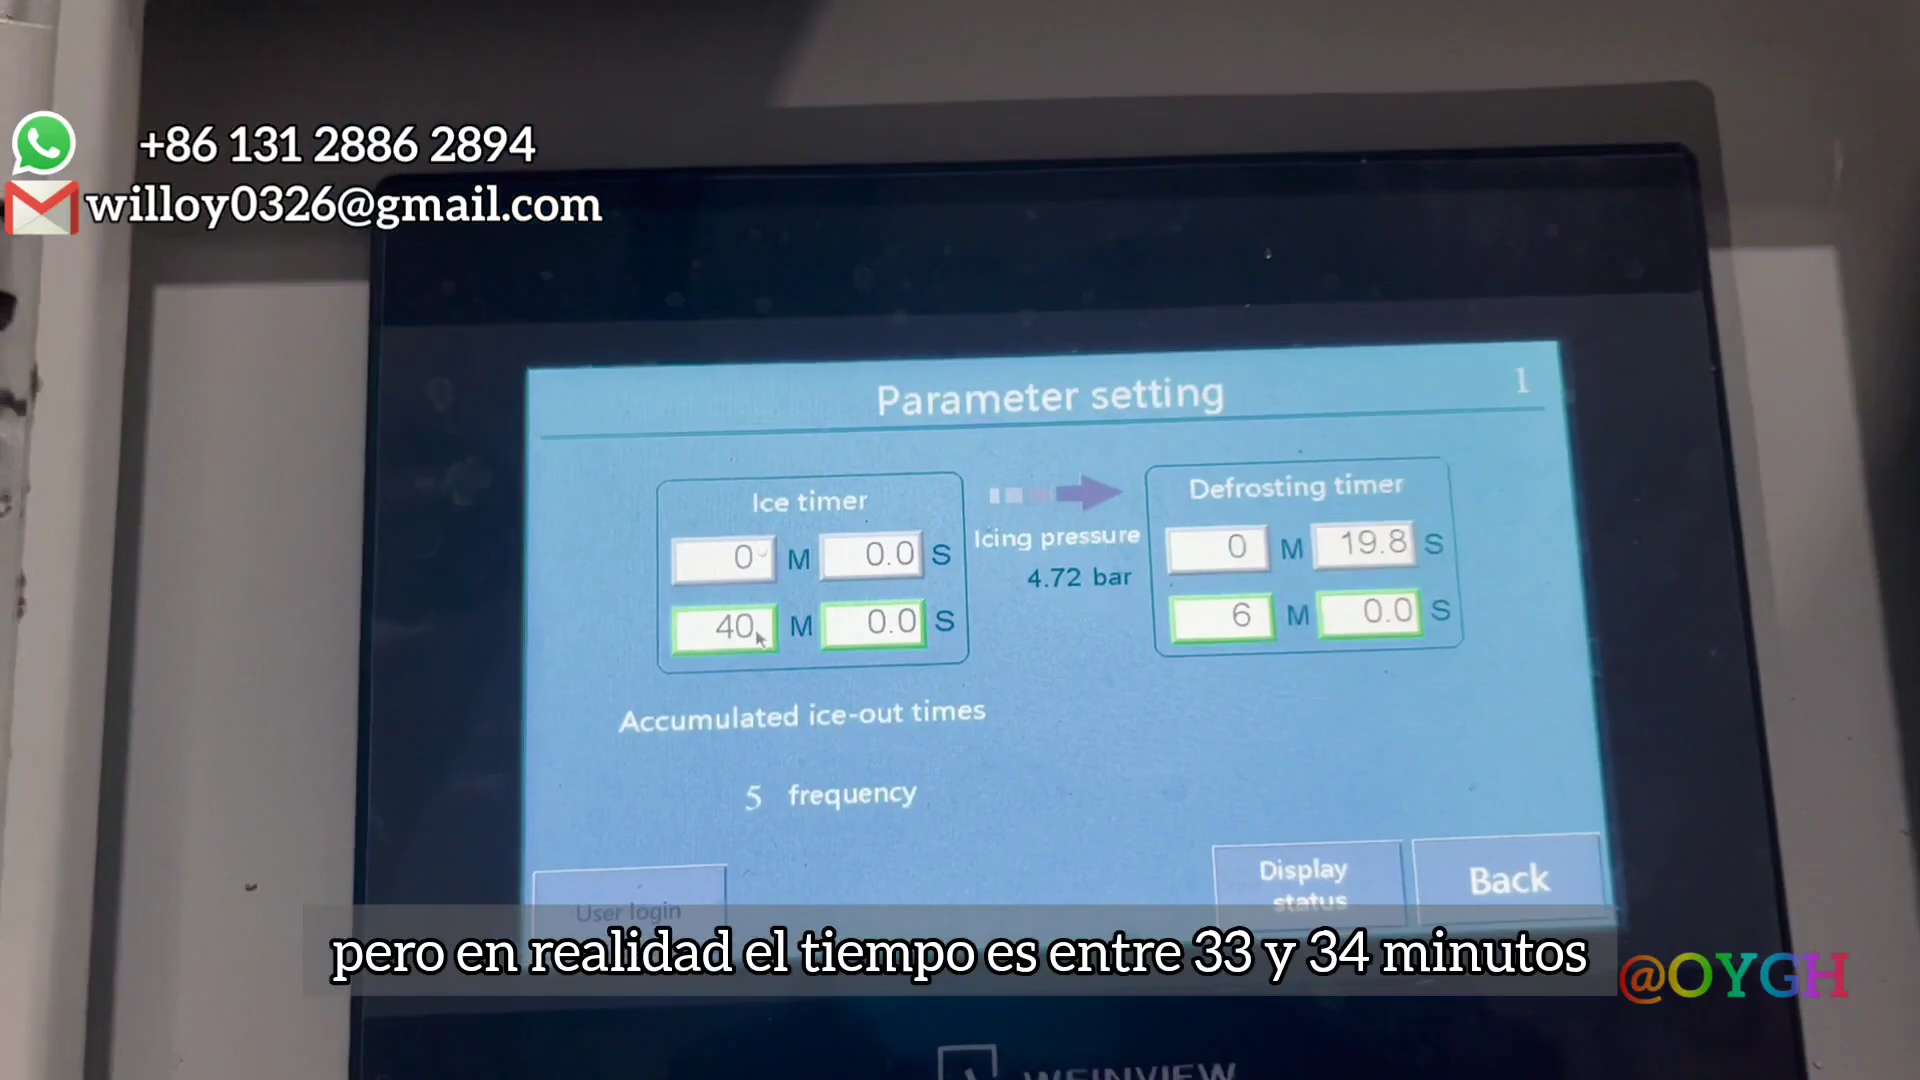 +86 131 2886 2894
willoy0326@gmail.com
Parameter setting
1
Ice timer
0 M 0.0 S
40 M 0.0 S
Icing pressure
4.72 bar
Defrosting timer
0 M 19.8 S
6 M 0.0 S
Accumulated ice-out times
5 frequency
User login
Display
status
Back
pero en realidad el tiempo es entre 33 y 34 minutos
@OYGH
WEINVIEW